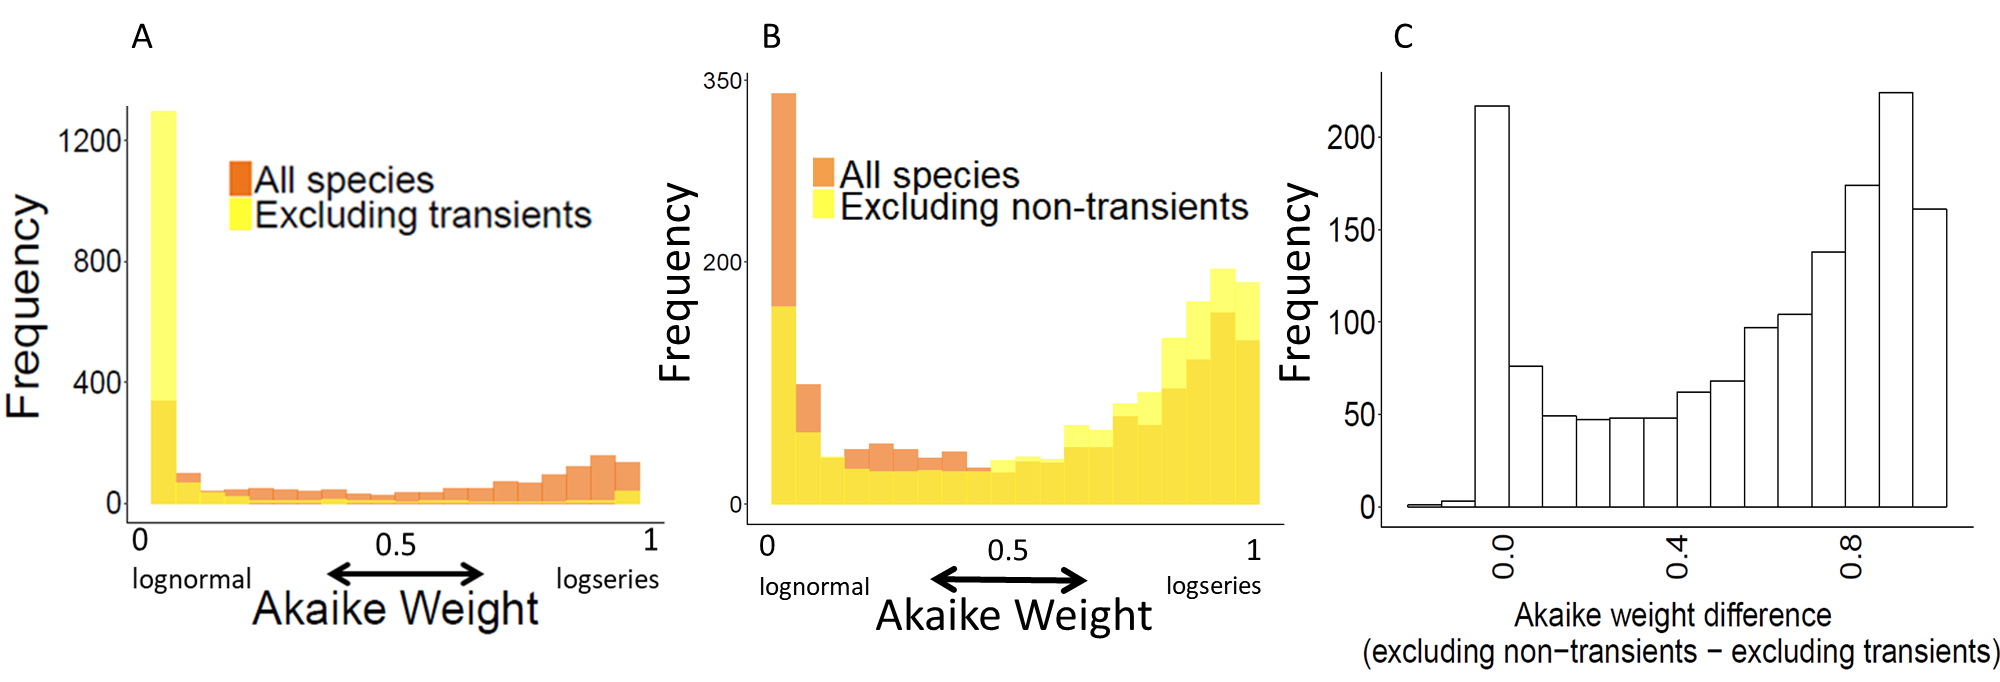 A
Frequency
1200
800
400
0
All species
Excluding transients
0
0.5
1
lognormal
logseries
Akaike Weight
B
Frequency
350
200
0
All species
Excluding non-transients
0
0.5
1
lognormal
logseries
Akaike Weight
C
Frequency
200
150
100
50
0
0.0
0.4
0.8
Akaike weight difference
(excluding non−transients − excluding transients)